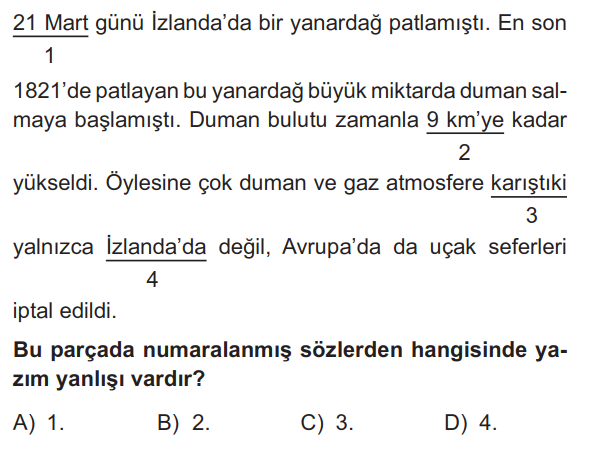 21 Mart günü İzlanda’da bir yanardağ patlamıştı. En son
1
1821’de patlayan bu yanardağ büyük miktarda duman sal-
maya başlamıştı. Duman bulutu zamanla 9 km’ye kadar
2
yükseldi. Öylesine çok duman ve gaz atmosfere karıştıki
3
yalnızca İzlanda’da değil, Avrupa’da da uçak seferleri
4
iptal edildi.
Bu parçada numaralanmış sözlerden hangisinde ya-
zım yanlışı vardır?
A) 1. B) 2. C) 3. D) 4.